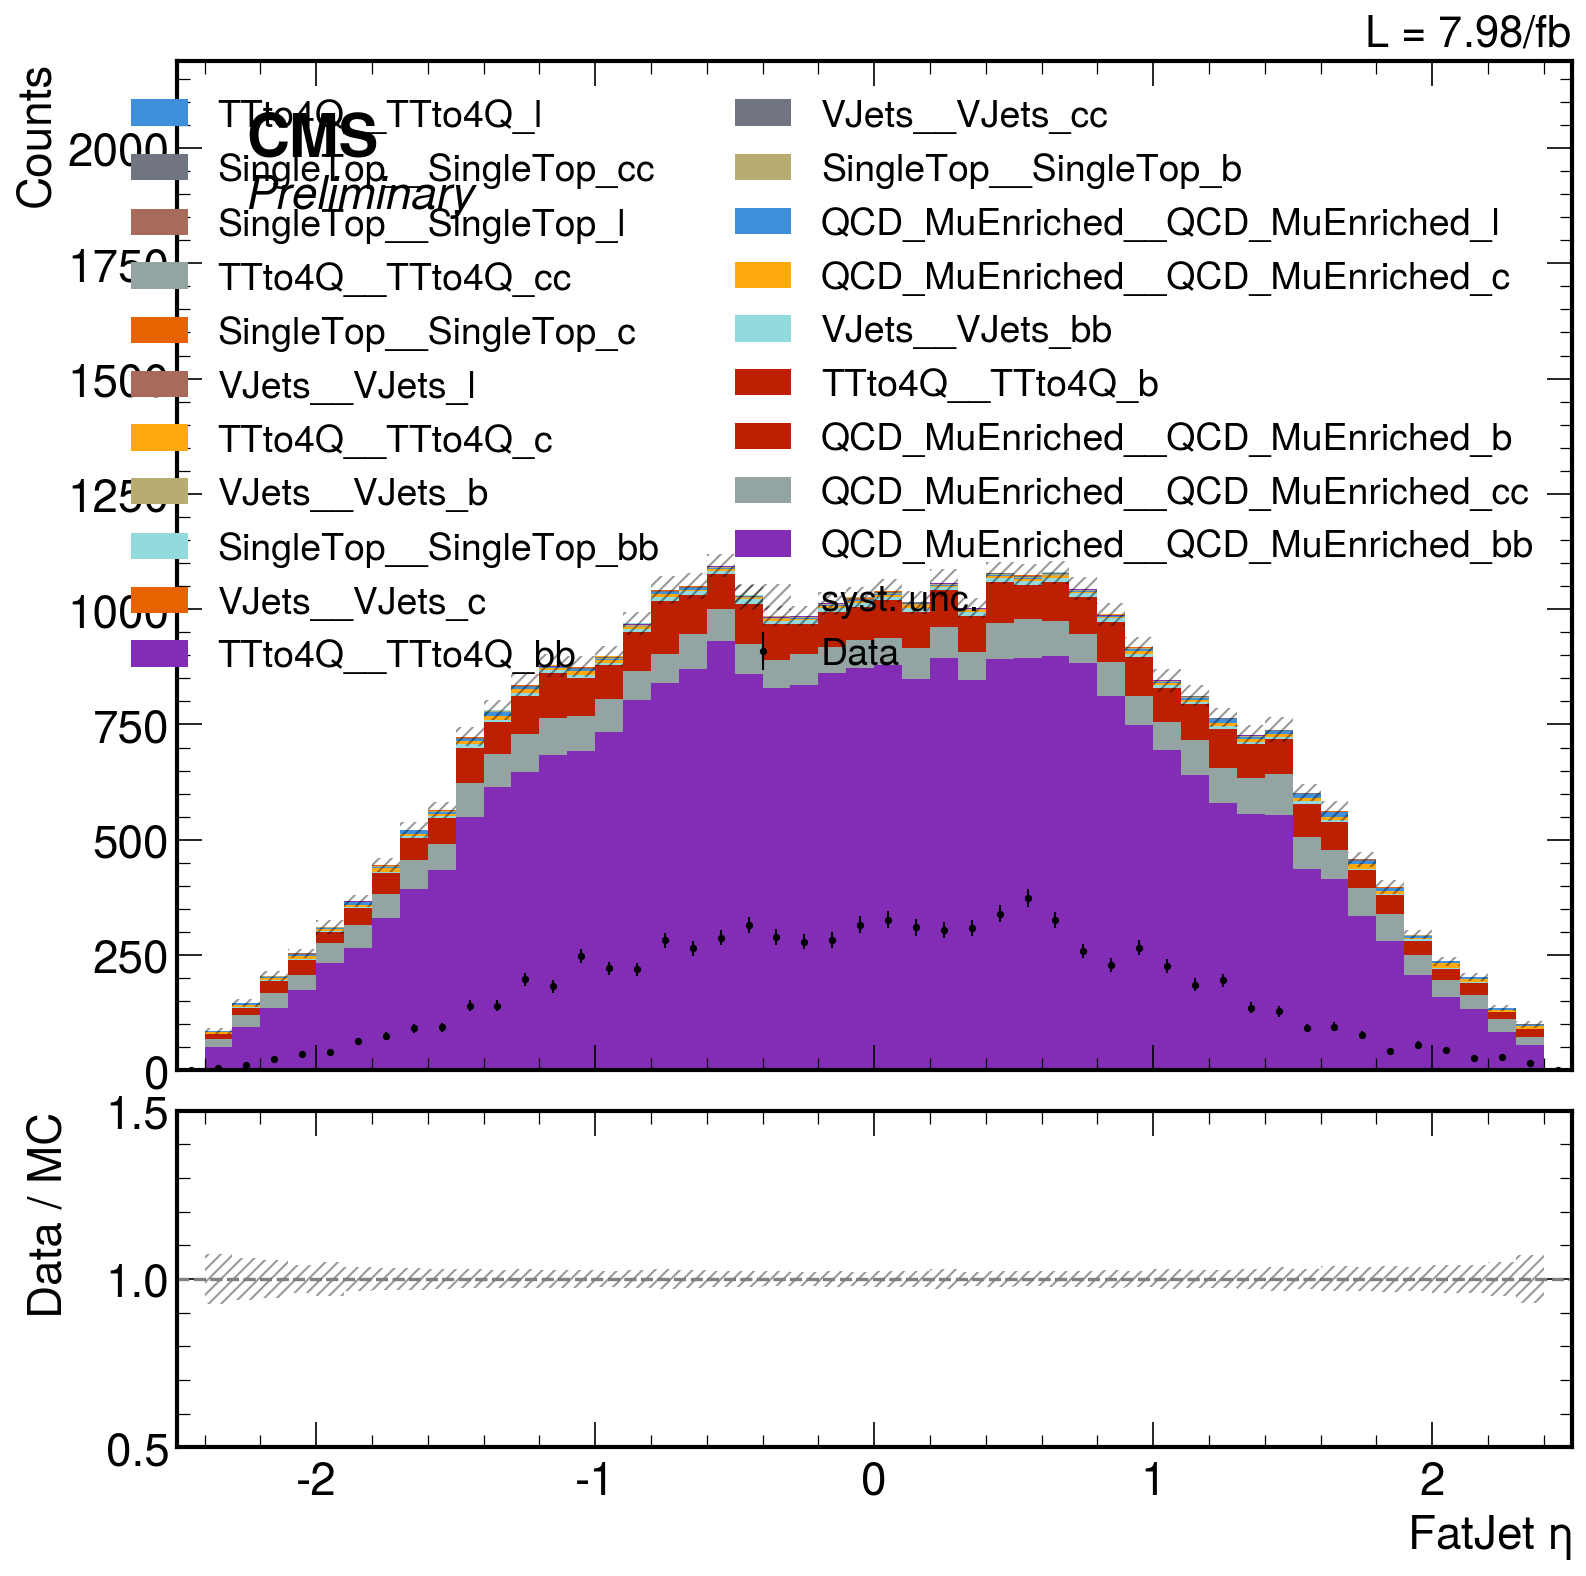 L = 7.98/fb
Counts
CMS
Preliminary
TTto4Q__TTto4Q_l
SingleTop__SingleTop_cc
SingleTop__SingleTop_l
TTto4Q__TTto4Q_cc
SingleTop__SingleTop_c
VJets__VJets_l
TTto4Q__TTto4Q_c
VJets__VJets_b
SingleTop__SingleTop_bb
VJets__VJets_c
TTto4Q__TTto4Q_bb
VJets__VJets_cc
SingleTop__SingleTop_b
QCD_MuEnriched__QCD_MuEnriched_l
QCD_MuEnriched__QCD_MuEnriched_c
VJets__VJets_bb
TTto4Q__TTto4Q_b
QCD_MuEnriched__QCD_MuEnriched_b
QCD_MuEnriched__QCD_MuEnriched_cc
QCD_MuEnriched__QCD_MuEnriched_bb
syst. unc.
Data
2000
1750
1500
1250
1000
750
500
250
0
Data / MC
1.5
1.0
0.5
-2
-1
0
1
2
FatJet η